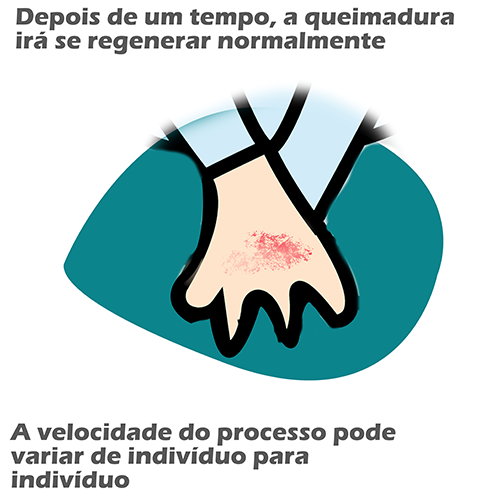 Depois de um tempo, a queimadura
irá se regenerar normalmente
A velocidade do processo pode
variar de indivíduo para
indivíduo